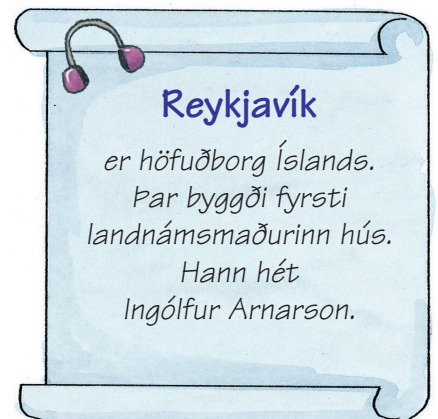 Reykjavík
er höfuðborg Íslands.
Þar byggði fyrsti
landnámsmaðurinn hús.
Hann hét
Ingólfur Arnarson.